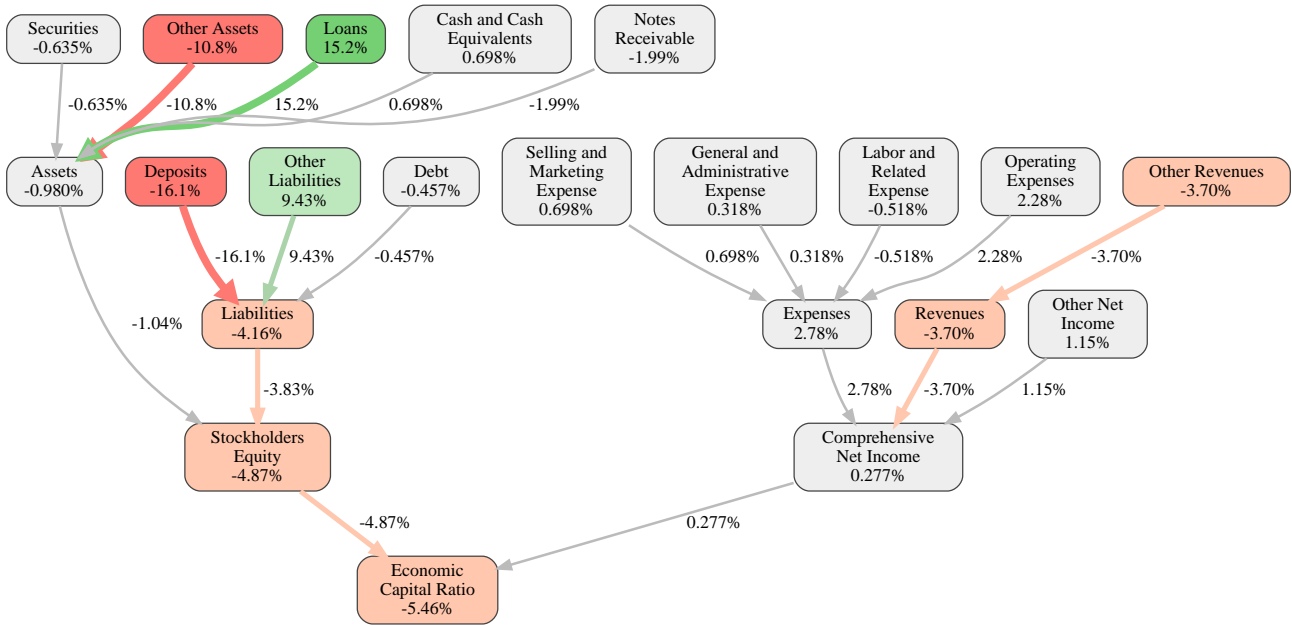 Securities
-0.635%
Other Assets
-10.8%
Loans
15.2%
Cash and Cash
Equivalents
0.698%
Notes
Receivable
-1.99%
-0.635%
-10.8%
15.2%
0.698%
-1.99%
Assets
-0.980%
Deposits
-16.1%
Other
Liabilities
9.43%
Debt
-0.457%
Selling and
Marketing
Expense
0.698%
General and
Administrative
Expense
0.318%
Labor and
Related
Expense
-0.518%
Operating
Expenses
2.28%
Other Revenues
-3.70%
-16.1%
9.43%
-0.457%
0.698%
0.318%
-0.518%
2.28%
-3.70%
-1.04%
Liabilities
-4.16%
Expenses
2.78%
Revenues
-3.70%
Other Net
Income
1.15%
-3.83%
2.78%
-3.70%
1.15%
Stockholders
Equity
-4.87%
Comprehensive
Net Income
0.277%
-4.87%
0.277%
Economic
Capital Ratio
-5.46%